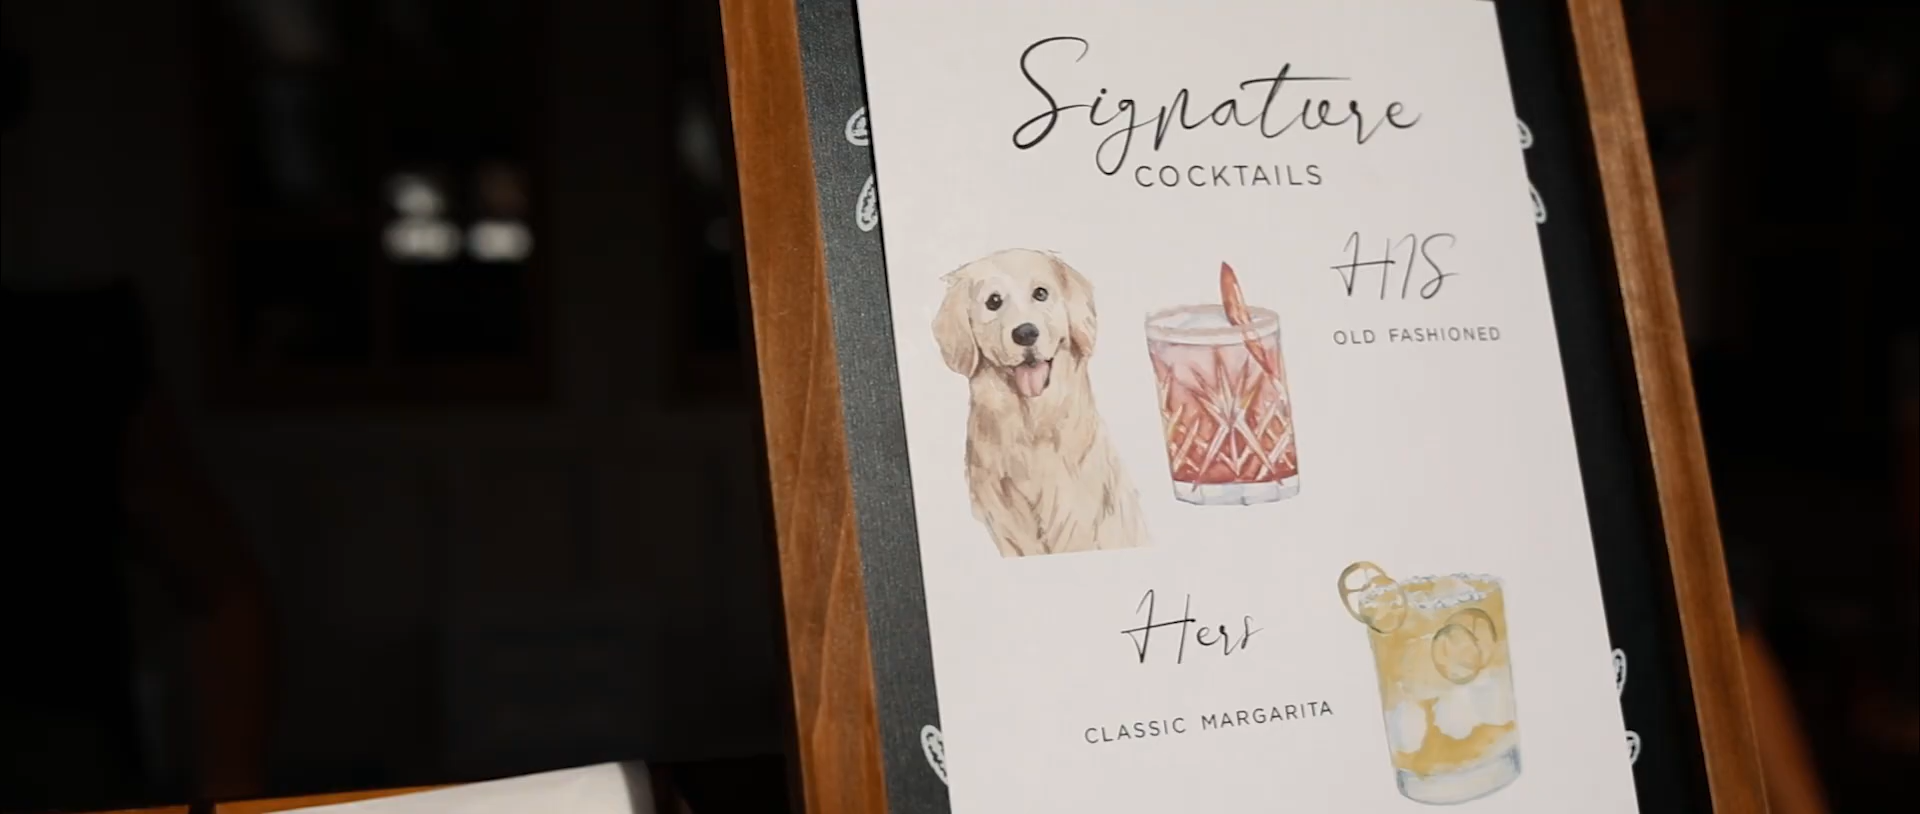 Signature
COCKTAILS
HIS
OLD FASHIONED
Hers
CLASSIC MARGARITA